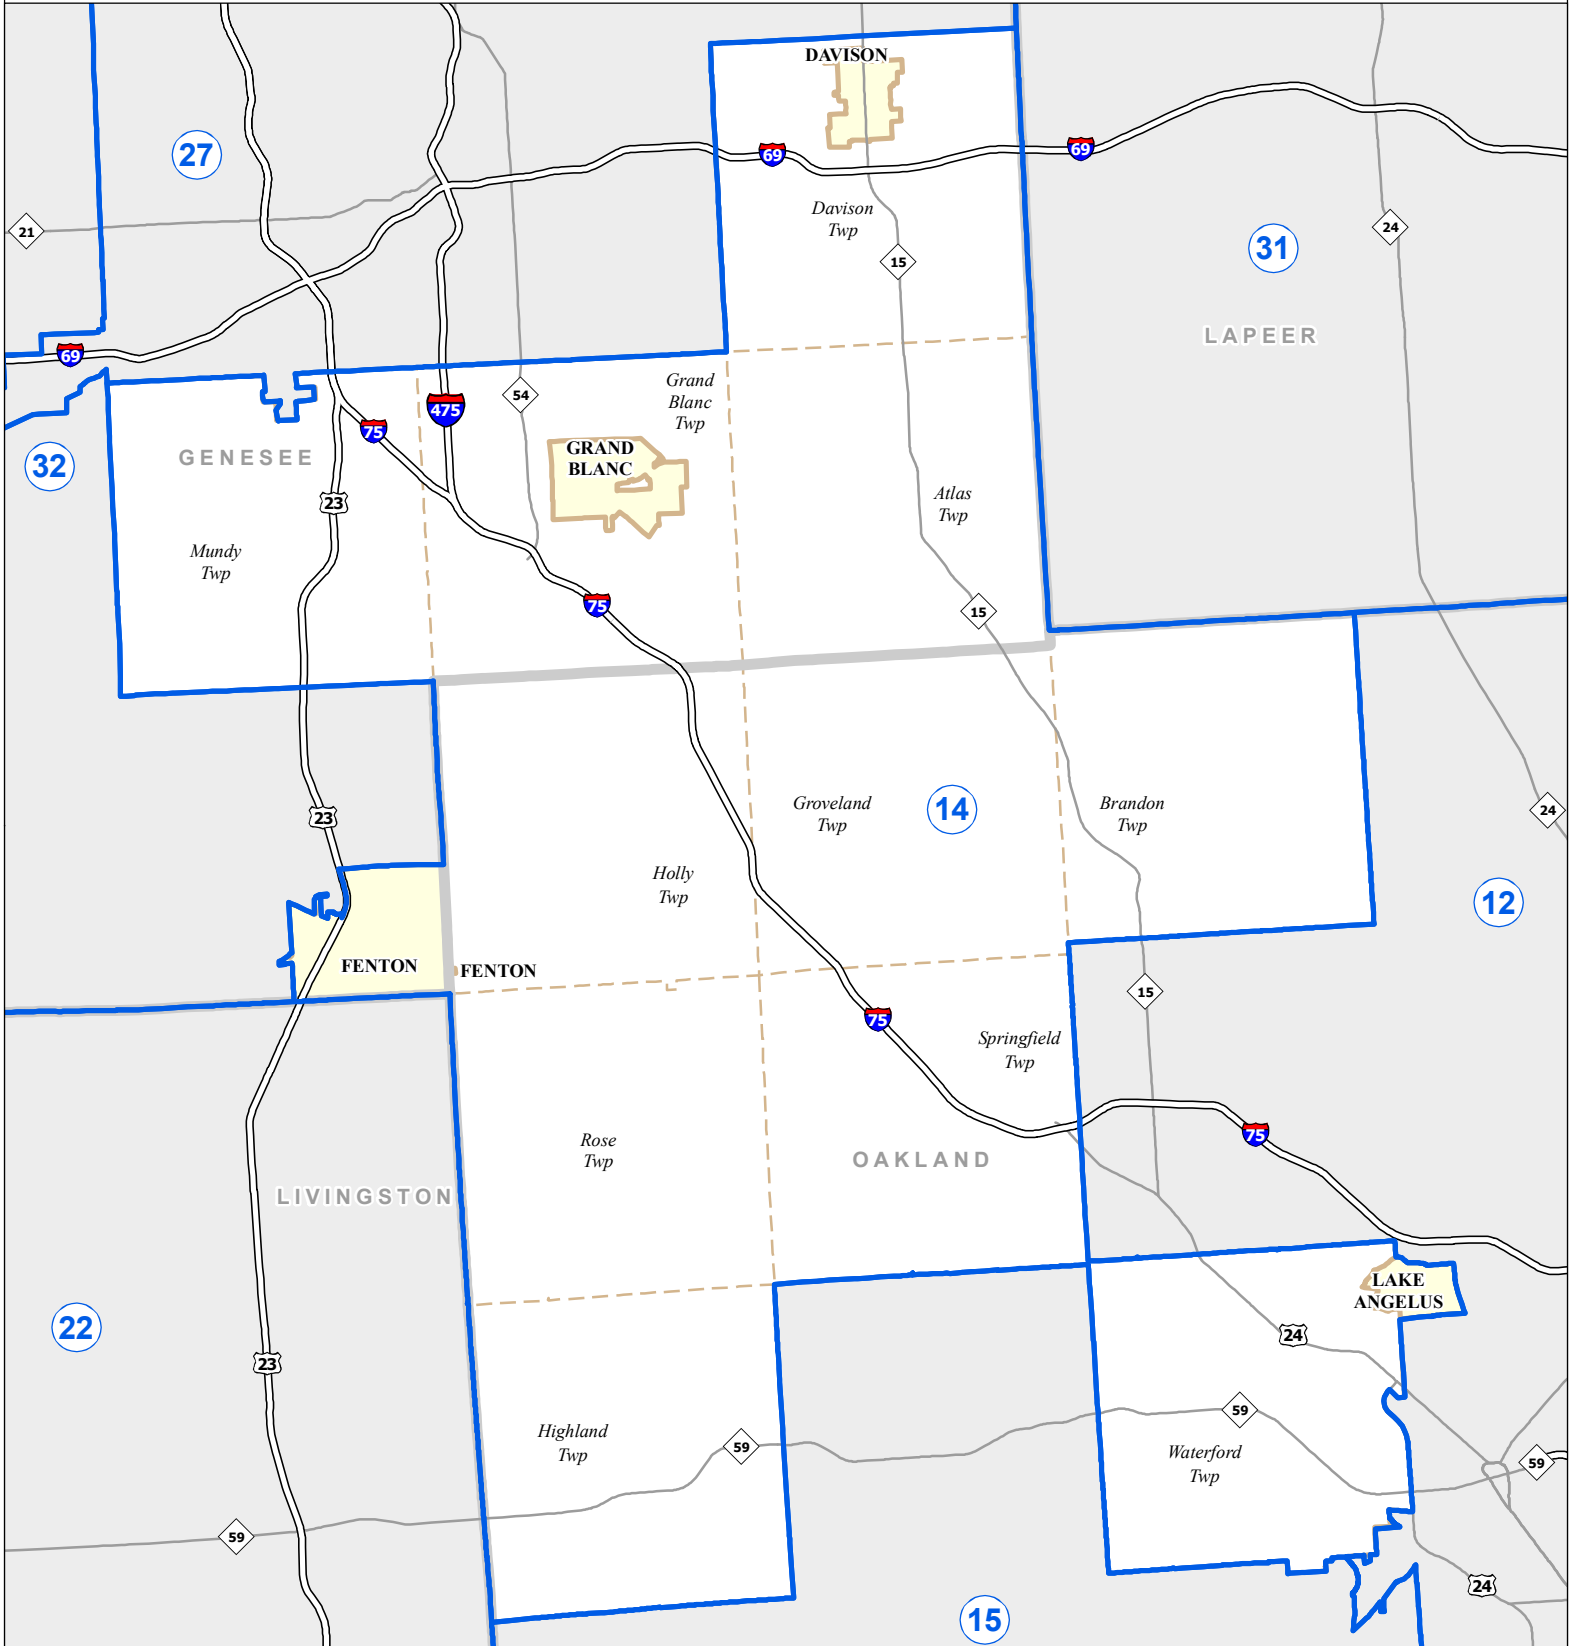 DAVISON
27
69
69
Davison
Twp
21
24
31
15
LAPEER
69
Grand
Blanc
Twp
54
475
75
GENESEE
GRAND
BLANC
32
23
Atlas
Twp
Mundy
Twp
75
15
Groveland
Twp
14
Brandon
Twp
24
23
Holly
Twp
12
FENTON
FENTON
15
75
Springfield
Twp
75
Rose
Twp
OAKLAND
LIVINGSTON
LAKE
ANGELUS
22
24
23
59
Highland
Twp
59
Waterford
Twp
59
59
24
15